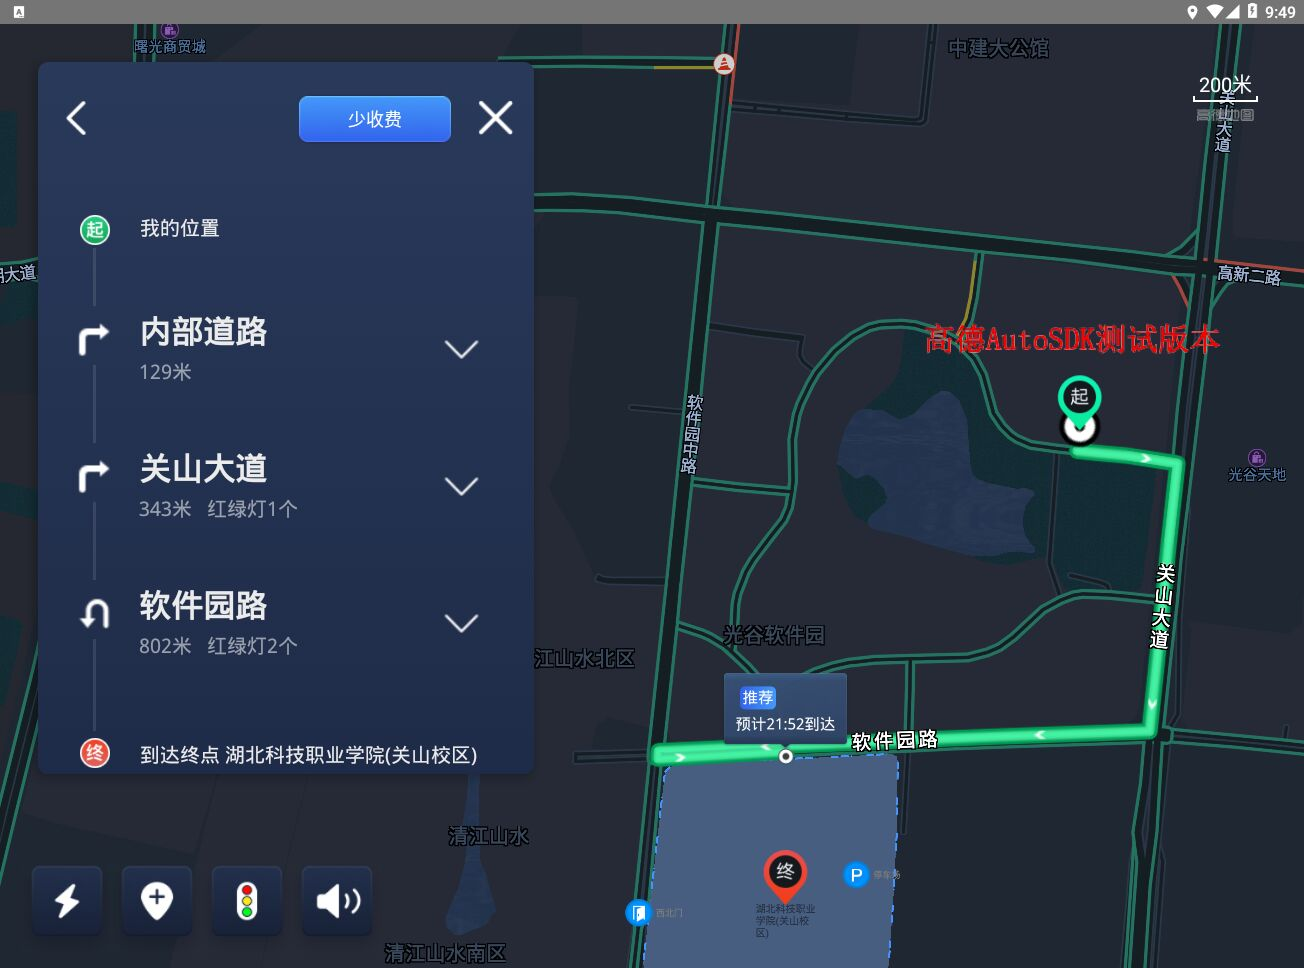 9:49
曙光商贸城
中建大公馆
200米
高德地图
关山大道
少收费
起
我的位置
高新二路
高德AutoSDK测试版本
内部道路
129米
起
软件园中路
关山大道
343米 红绿灯1个
光谷天地
关山大道
软件园路
802米 红绿灯2个
光谷软件园
江山水北区
推荐
预计21:52到达
软件园路
终
到达终点 湖北科技职业学院(关山校区)
清江山水
终
P
停车场
湖北科技职业
学院(关山校
区)
西北门
清江山水南区